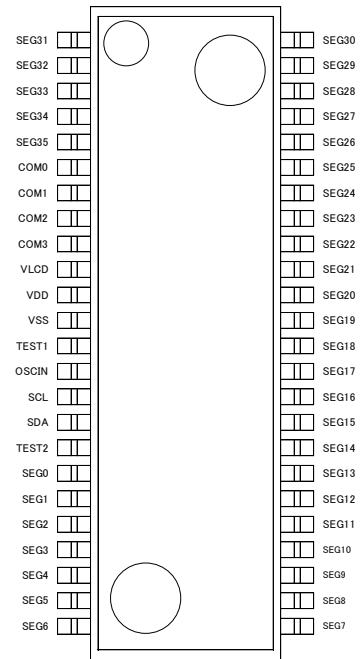 SEG31 SEG30
SEG32 SEG29
SEG33 SEG28
SEG34 SEG27
SEG35 SEG26
COM0 SEG25
COM1 SEG24
COM2 SEG23
COM3 SEG22
VLCD SEG21
VDD SEG20
VSS SEG19
TEST1 SEG18
OSCIN SEG17
SCL SEG16
SDA SEG15
TEST2 SEG14
SEG0 SEG13
SEG1 SEG12
SEG2 SEG11
SEG3 SEG10
SEG4 SEG9
SEG5 SEG8
SEG6 SEG7